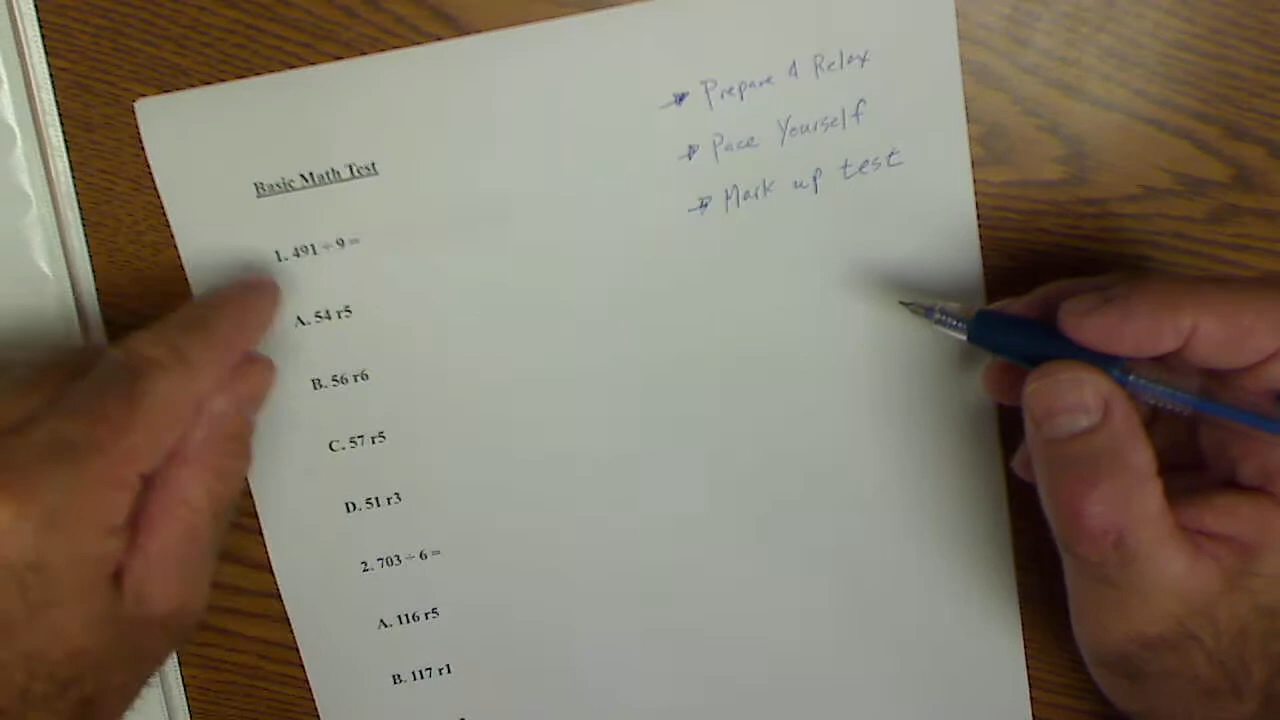 → Prepare & Relax
→ Pace Yourself
→ Mark up test
Basic Math Test
1. 491 ÷ 9 =
A. 54 r5
B. 56 r6
C. 57 r5
D. 51 r3
2. 703 ÷ 6 =
A. 116 r5
B. 117 r1